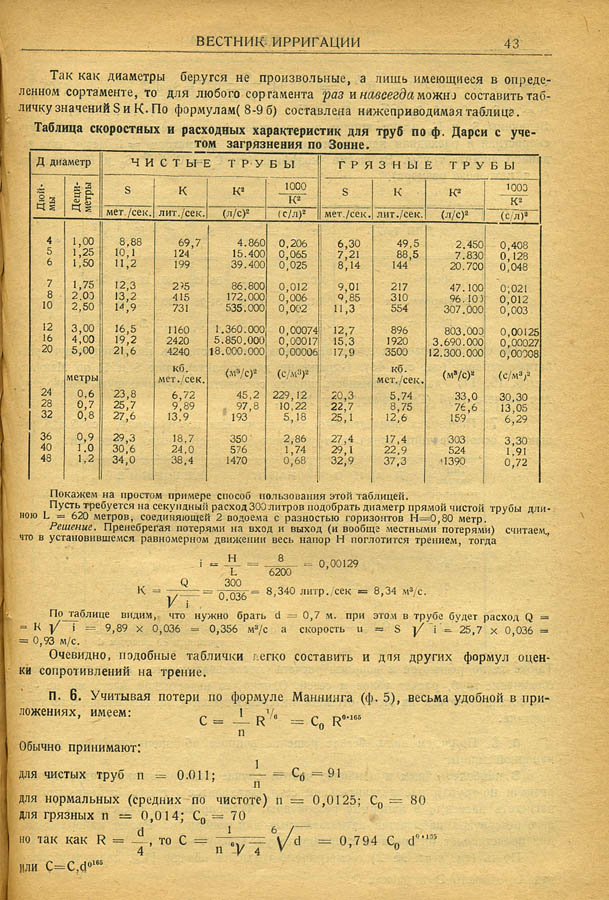 ВЕСТНИК ИРРИГАЦИИ 43
Так как диаметры берутся не произвольные, а лишь имеющиеся в опреде-
ленном сортаменте, то для любого сортамента раз и навсегда можно составить таб-
личку значений S и K. По формулам( 8-9 б) составлена нижеприводимая таблица.
Таблица скоростных и расходных характеристик для труб по ф. Дарси с уче-
том загрязнения по Зонне.
Д диаметр ЧИСТЫЕ ТРУБЫ ГРЯЗНЫЕ ТРУБЫ
Дюй-мы Деци-метры S K K² 1000/K² S K K² 1000/K²
мет./сек. лит./сек. (л/с)² (с/л)² мет./сек. лит./сек. (л/с)² (с/л)²
4 1,00 8,88 69,7 4.860 0,206 6,30 49,5 2.450 0,408
5 1,25 10,1 124 15.400 0,065 7,21 88,5 7.830 0,128
6 1,50 11,2 199 39.400 0,025 8,14 144 20.700 0,048
7 1,75 12,3 295 86.800 0,012 9,01 217 47.100 0;021
8 2.00 13,2 415 172,000 0,006 9,85 310 96.100 0,012
10 2,50 14,9 731 535.000 0,002 11,3 554 307.000 0,003
12 3,00 16,5 1160 1.360.000 0,00074 12,7 896 803.000 0,00125
16 4,00 19,2 2420 5.850.000 0,00017 15,3 1920 3.690.000 0,00027
20 5,00 21,6 4240 18.000.000 0,00006 17,9 3500 12.300.000 0,00008
метры кб. мет./сек. (м³/с)² (с/м³)² кб. мет./сек. (м³/с)² (с/м³)²
24 0,6 23,8 6,72 45,2 229,12 20,3 5,74 33,0 30,30
28 0,7 25,7 9,89 97,8 10,22 22,7 8,75 76,6 13,05
32 0,8 27,6 13,9 193 5,18 25,1 12,6 159 6,29
36 0,9 29,3 18,7 350 2,86 27,4 17,4 303 3,30
40 1,0 30,6 24,0 576 1,74 29,1 22,9 524 1,91
48 1,2 34,0 38,4 1470 0,68 32,9 37,3 1390 0,72
Покажем на простом примере способ пользования этой таблицей.
Пусть требуется на секундный расход 300 литров подобрать диаметр прямой чистой трубы дли-
ною L = 620 метров, соединяющей 2 водоема с разностью горизонтов H=0,80 метр.
Решение. Пренебрегая потерями на вход и выход (и вообще местными потерями) считаем,
что в установившемся равномерном движении весь напор H поглотится трением, тогда
i = H/L = 8/6200 = 0,00129
K = Q/√i = 300/0.036 = 8,340 литр./сек = 8,34 м³/с.
По таблице видим, что нужно брать d = 0,7 м. при этом в трубе будет расход Q =
= K √i = 9,89 × 0,036 = 0,356 м³/с а скорость u = S √i = 25,7 × 0,036 =
= 0,93 м/с.
Очевидно, подобные таблички легко составить и для других формул оцен-
ки сопротивлений на трение.
П. 6. Учитывая потери по формуле Маннинга (ф. 5), весьма удобной в при-
ложениях, имеем: C = 1/n R^1/6 = C₀ R^0,165
Обычно принимают:
для чистых труб n = 0.011; 1/n = C₀ = 91
для нормальных (средних по чистоте) n = 0,0125; C₀ = 80
для грязных n = 0,014; C₀ = 70
но так как R = d/4, то C = 1/(n ⁶√4) ⁶√d = 0,794 C₀ d
или C=C,d⁰¹⁶⁵